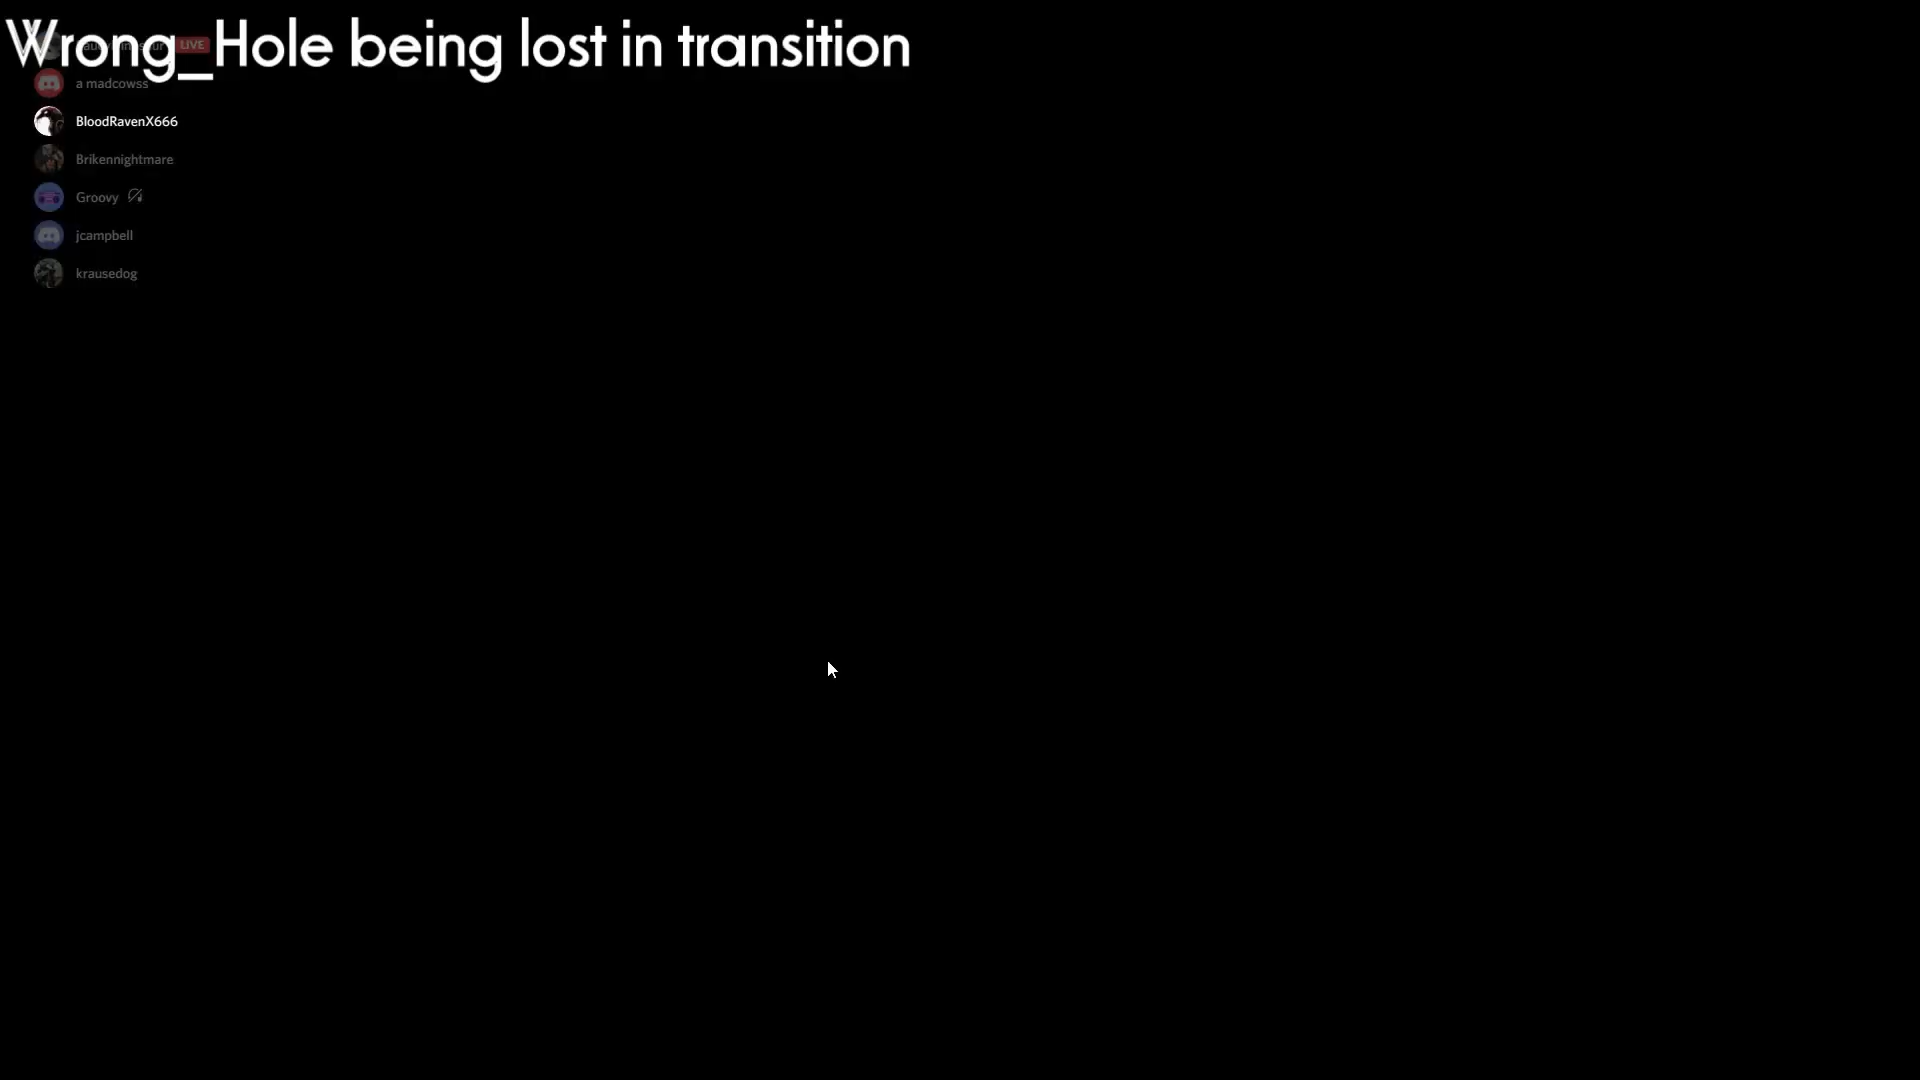 Wrong_Hole being lost in transition
LIVE
a madcowss
BloodRavenX666
Brikennightmare
Groovy
jcampbell
krausedog